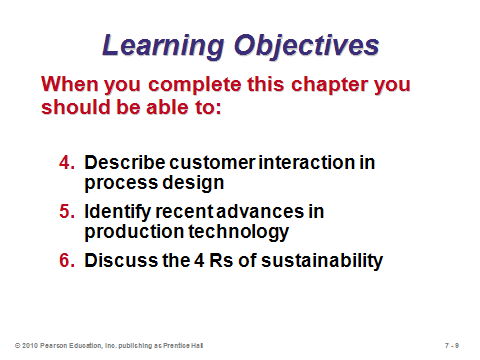 Learning Objectives
When you complete this chapter you
should be able to:
4. Describe customer interaction in
process design
5. Identify recent advances in
production technology
6. Discuss the 4 Rs of sustainability
© 2010 Pearson Education, Inc. publishing as Prentice Hall
7 - 9